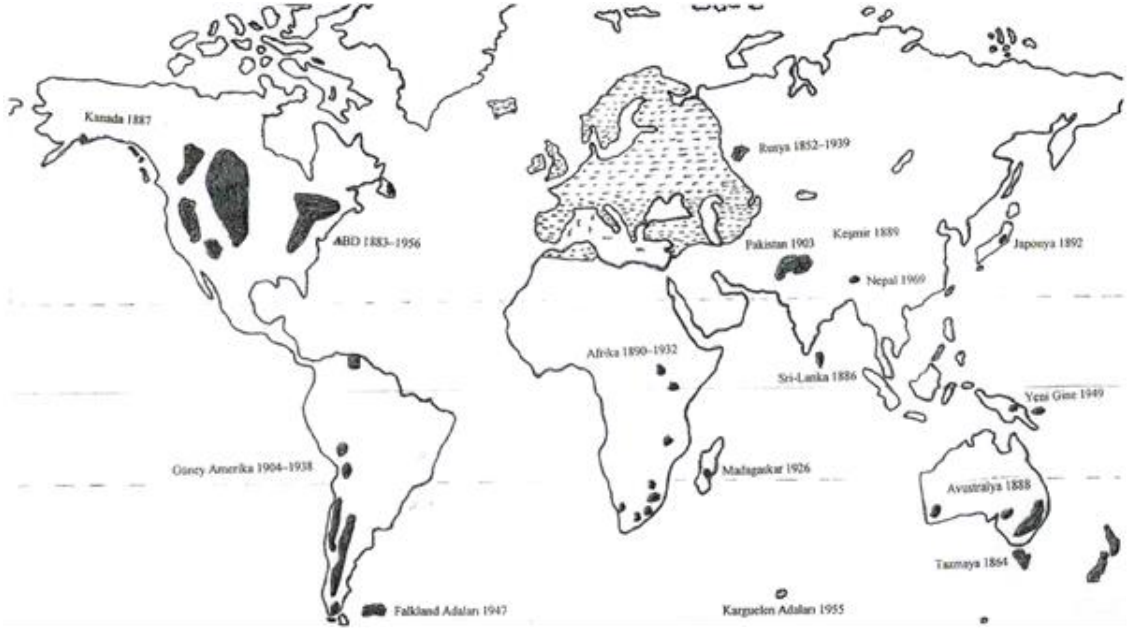 Kanada 1887
Rusya 1852–1939
ABD 1883–1956
Keşmir 1889
Pakistan 1903
Japonya 1892
Nepal 1969
Afrika 1890–1932
Sri-Lanka 1886
Yeni Gine 1949
Güney Amerika 1904–1938
Madagaskar 1926
Avustralya 1888
Tazmaya 1864
Falkland Adaları 1947
Karguelen Adaları 1955